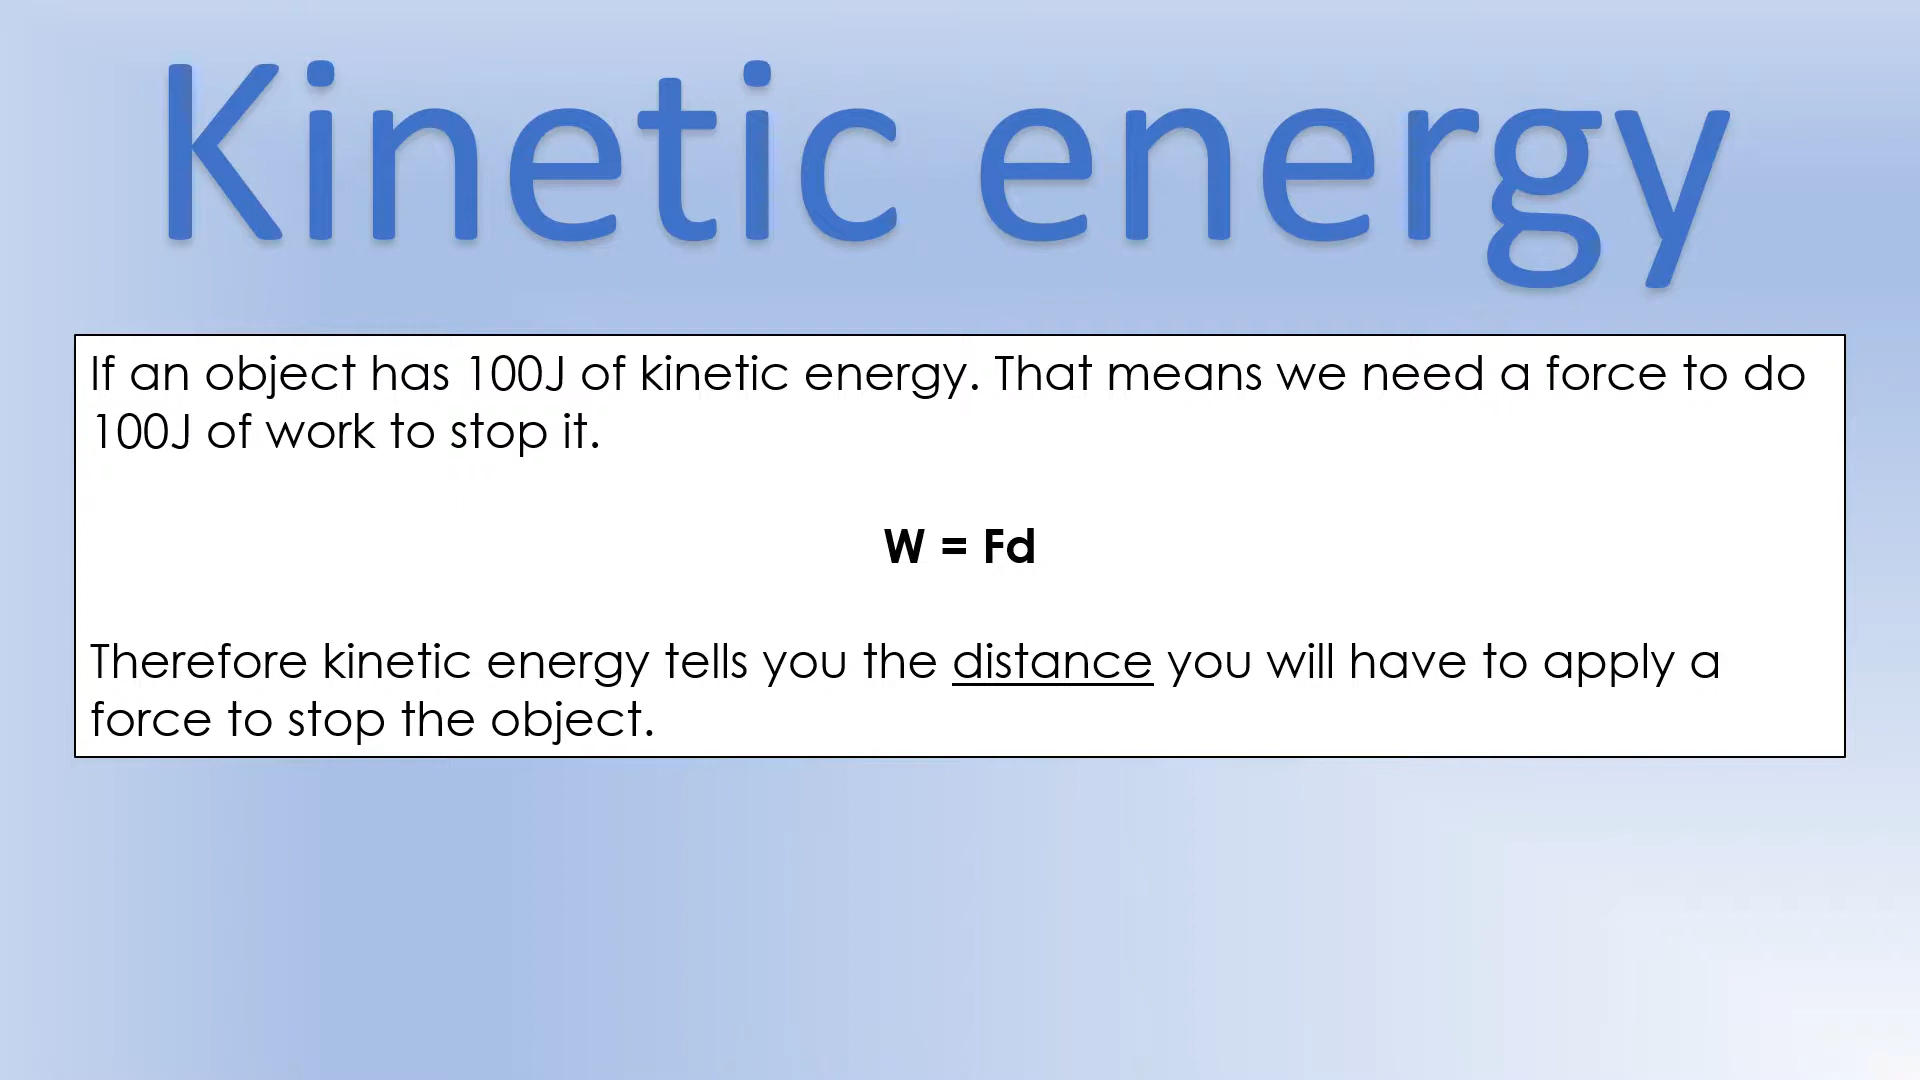 Kinetic energy
If an object has 100J of kinetic energy. That means we need a force to do
100J of work to stop it.
W = Fd
Therefore kinetic energy tells you the distance you will have to apply a
force to stop the object.